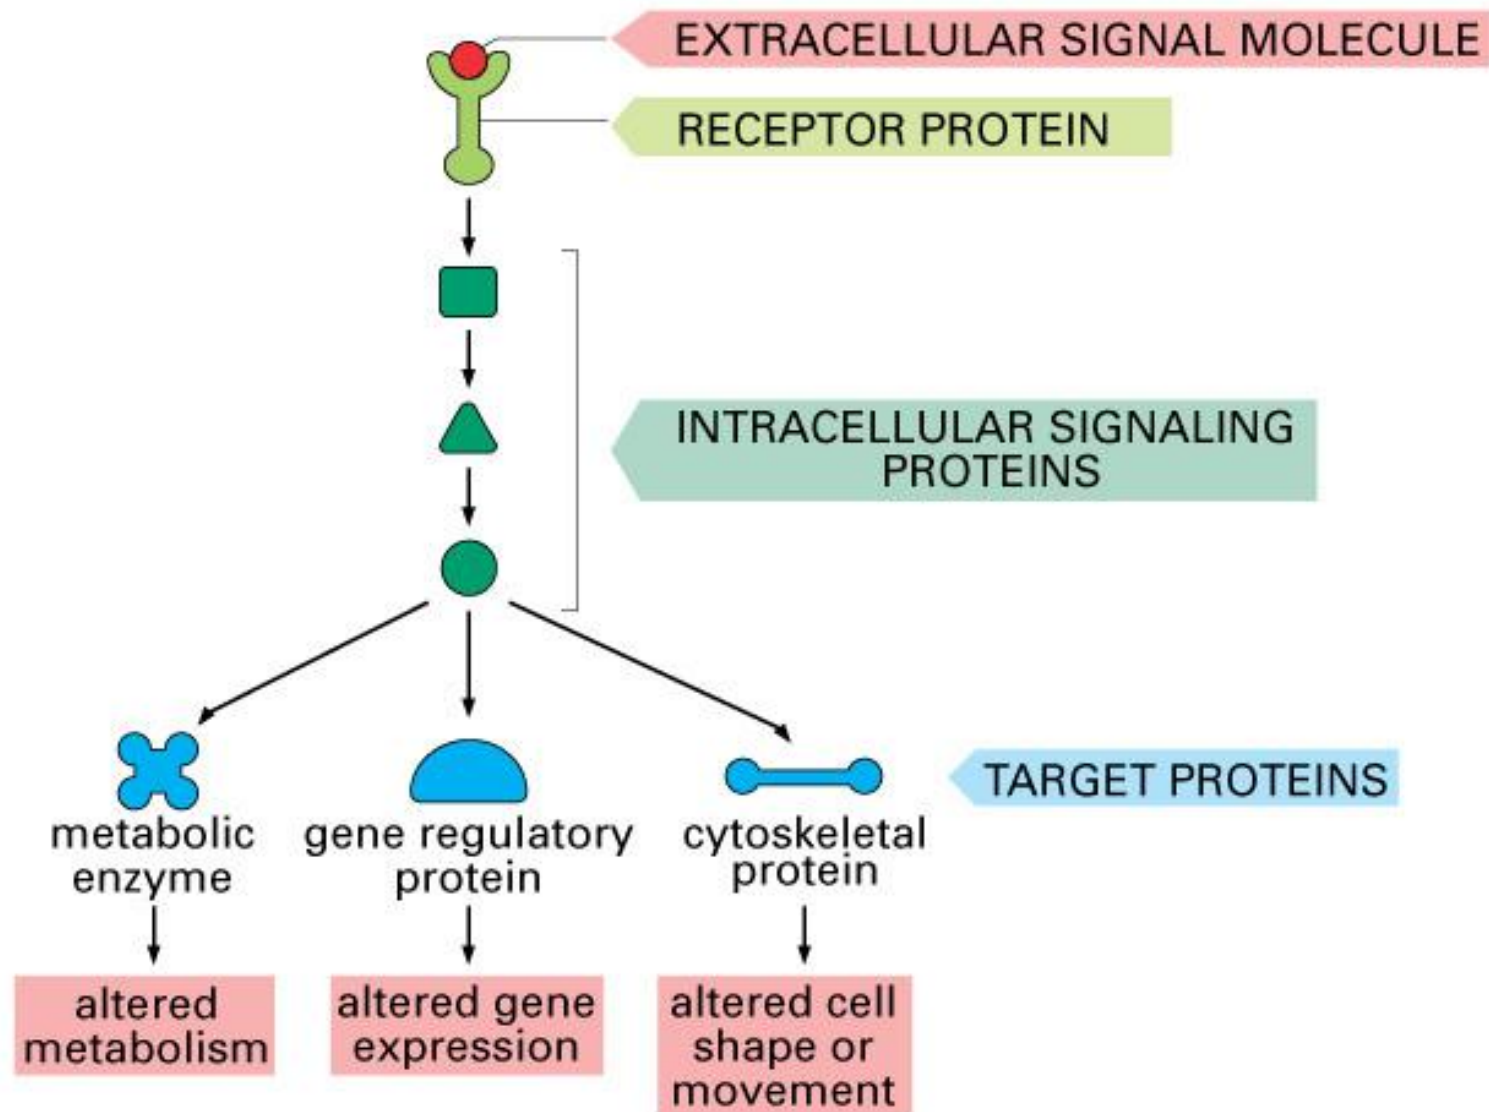 EXTRACELLULAR SIGNAL MOLECULE
RECEPTOR PROTEIN
INTRACELLULAR SIGNALING
PROTEINS
TARGET PROTEINS
metabolic
enzyme
gene regulatory
protein
cytoskeletal
protein
altered
metabolism
altered gene
expression
altered cell
shape or
movement